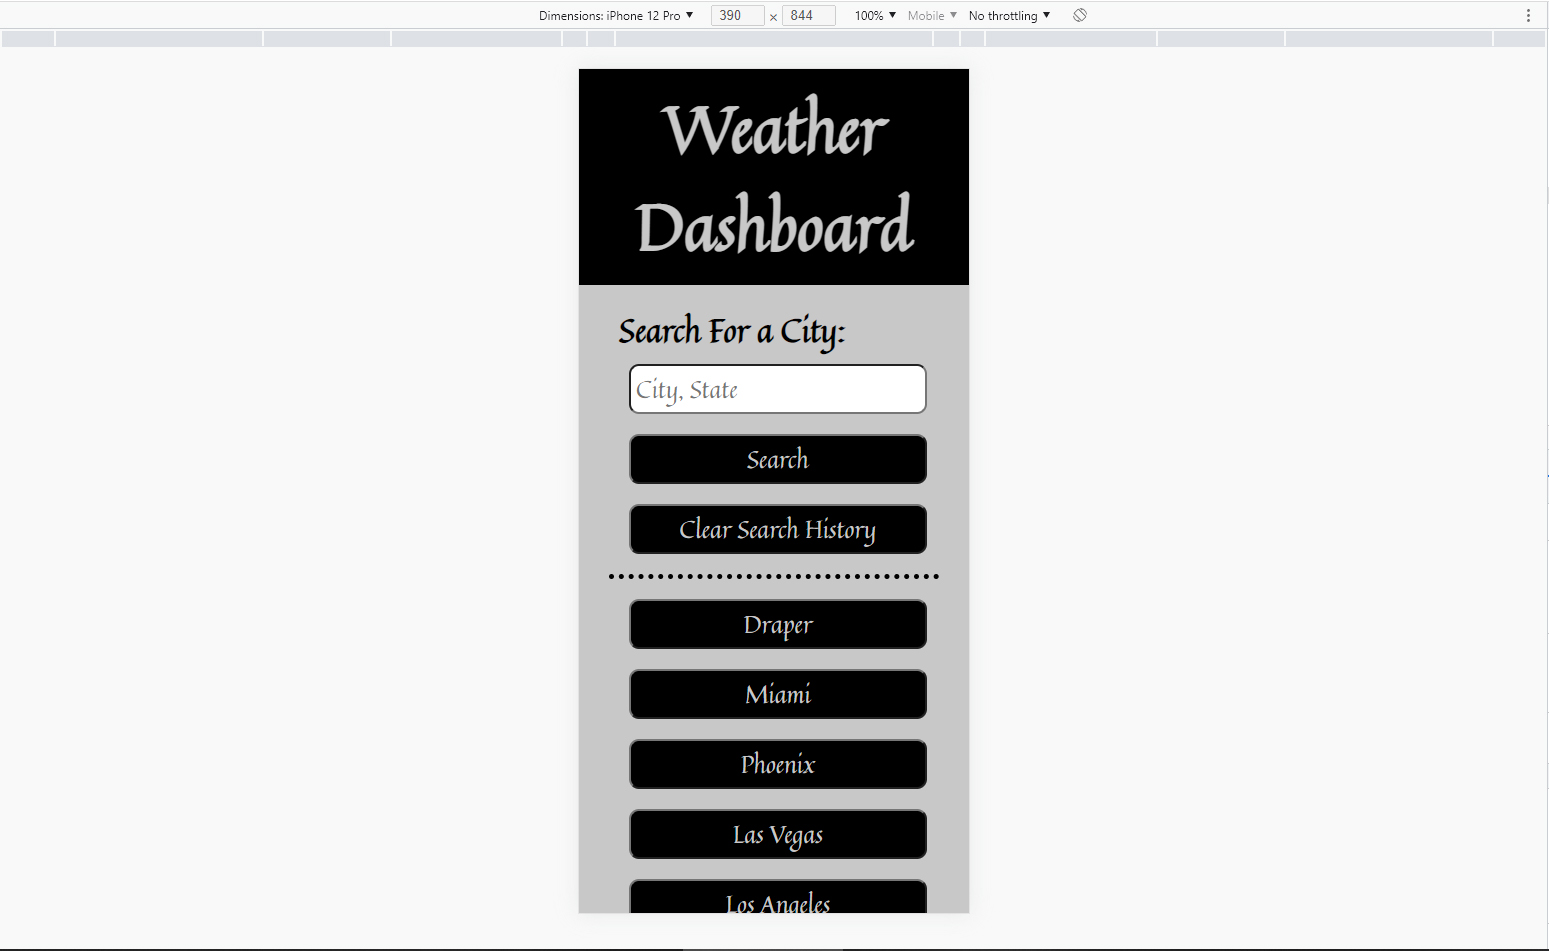 Dimensions: iPhone 12 Pro ▼ 390 × 844 100% ▼ Mobile ▼ No throttling ▼
Weather
Dashboard
Search For a City:
City, State
Search
Clear Search History
Draper
Miami
Phoenix
Las Vegas
Los Angeles